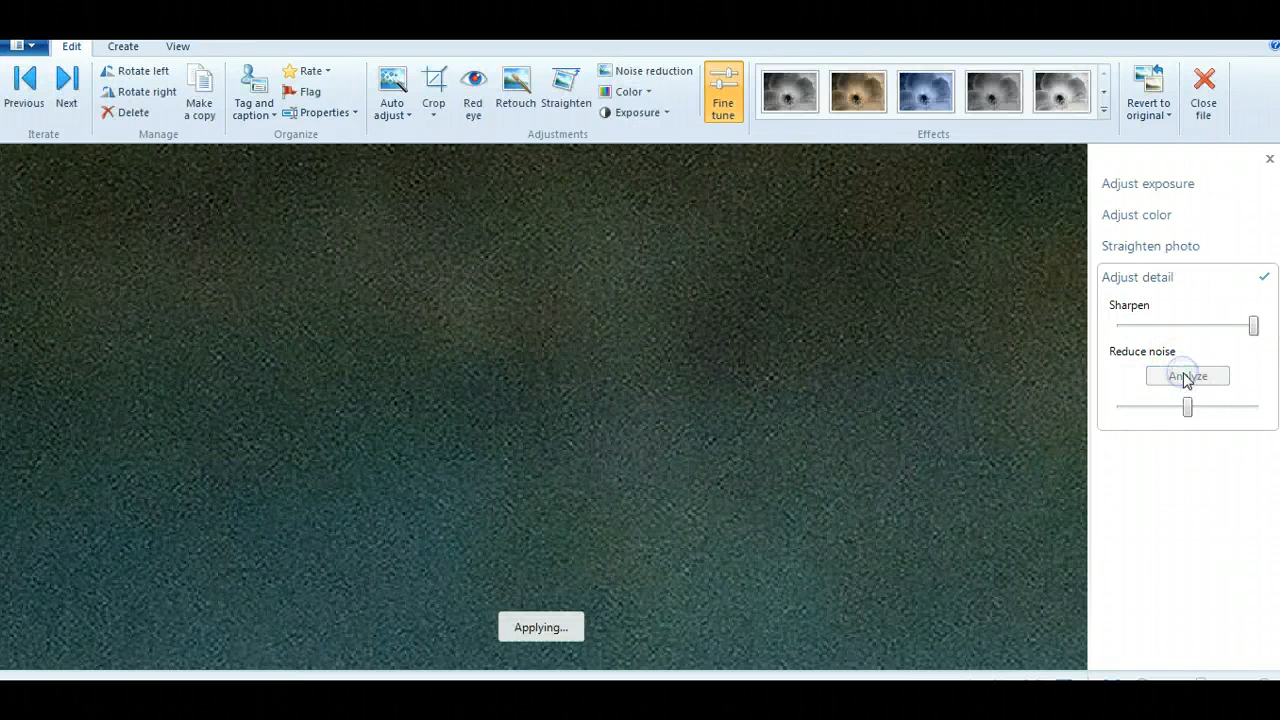 Edit Create View
Rotate left Rate Noise reduction
Rotate right Flag Color
Previous Next Delete Make a copy Tag and caption Properties Auto adjust Crop Red eye Retouch Straighten Exposure Fine tune Revert to original Close file
Iterate Manage Organize Adjustments Effects
Adjust exposure
Adjust color
Straighten photo
Adjust detail
Sharpen
Reduce noise
Analyze
Applying...